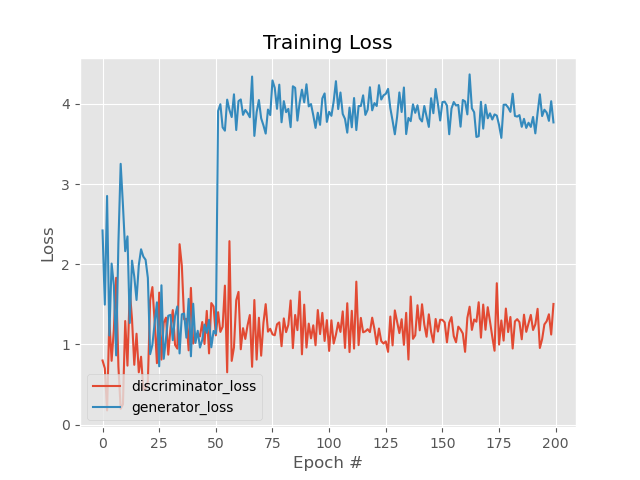 Training Loss
Loss
4
3
2
1
0
discriminator_loss
generator_loss
0 25 50 75 100 125 150 175 200
Epoch #